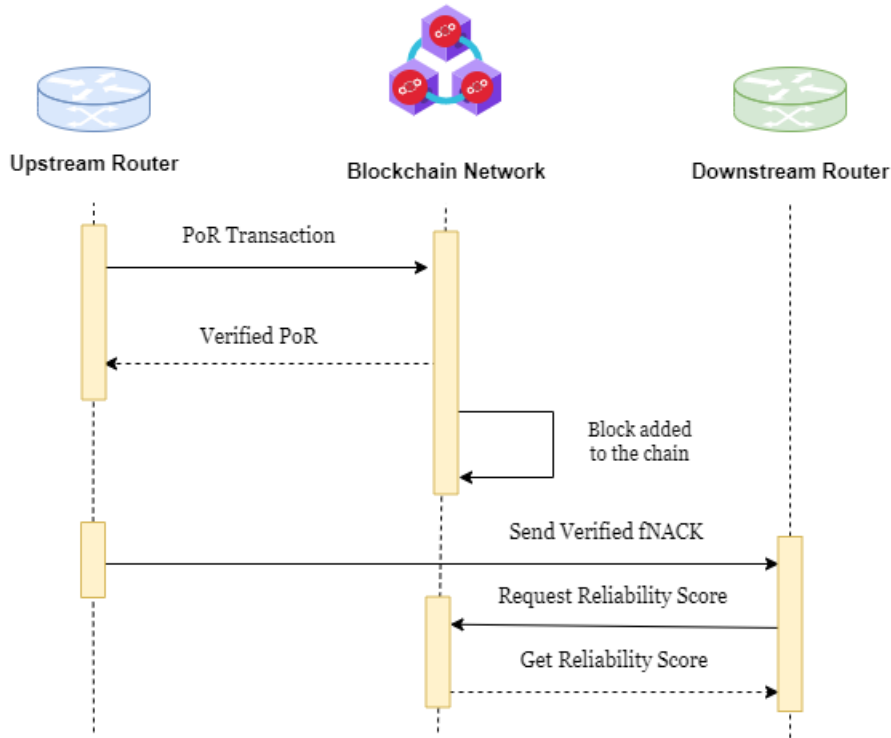 Upstream Router
Blockchain Network
Downstream Router
PoR Transaction
Verified PoR
Block added
to the chain
Send Verified fNACK
Request Reliability Score
Get Reliability Score